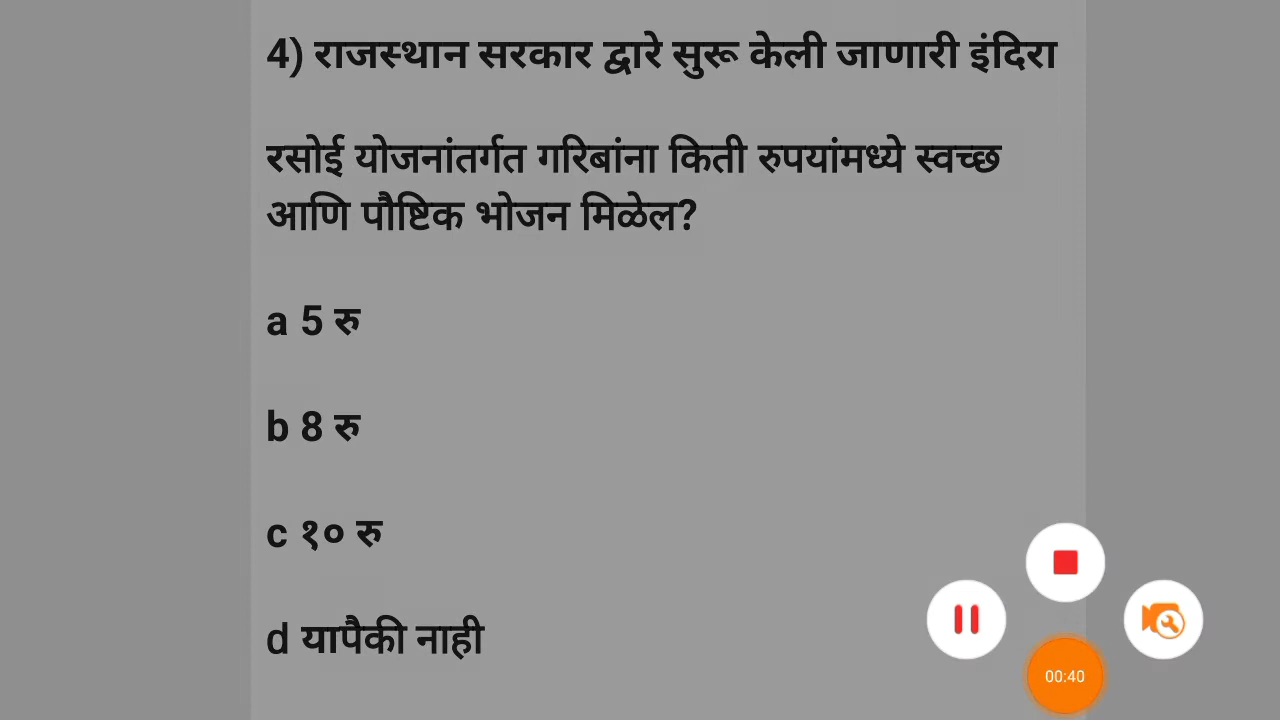 4) राजस्थान सरकार द्वारे सुरू केली जाणारी इंदिरा
रसोई योजनांतर्गत गरिबांना किती रुपयांमध्ये स्वच्छ
आणि पौष्टिक भोजन मिळेल?
a 5 रु
b 8 रु
c १० रु
d यापैकी नाही
00:40